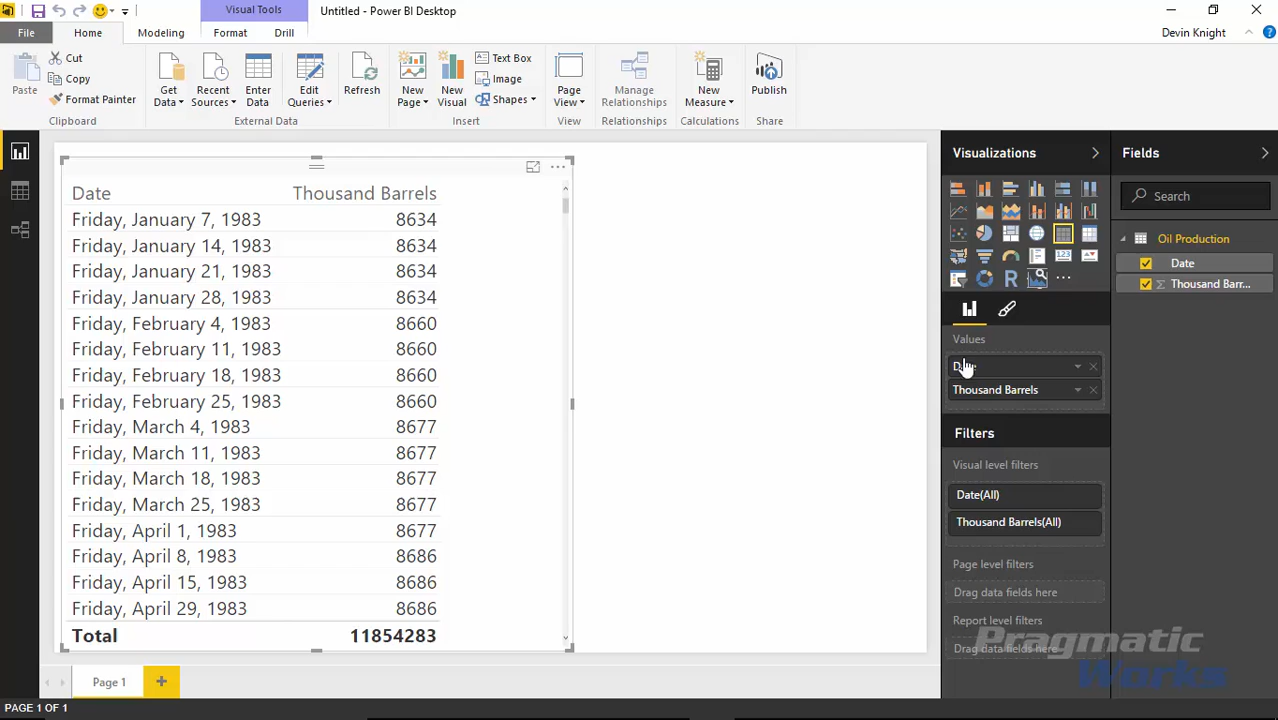 Visual Tools
Untitled - Power BI Desktop
File
Home
Modeling
Format
Drill
Devin Knight
Paste
Cut
Copy
Format Painter
Clipboard
Get Data
Recent Sources
Enter Data
Edit Queries
Refresh
External Data
New Page
New Visual
Text Box
Image
Shapes
Insert
Page View
View
Manage Relationships
Relationships
New Measure
Calculations
Publish
Share
Date Thousand Barrels
Friday, January 7, 1983 8634
Friday, January 14, 1983 8634
Friday, January 21, 1983 8634
Friday, January 28, 1983 8634
Friday, February 4, 1983 8660
Friday, February 11, 1983 8660
Friday, February 18, 1983 8660
Friday, February 25, 1983 8660
Friday, March 4, 1983 8677
Friday, March 11, 1983 8677
Friday, March 18, 1983 8677
Friday, March 25, 1983 8677
Friday, April 1, 1983 8677
Friday, April 8, 1983 8686
Friday, April 15, 1983 8686
Friday, April 29, 1983 8686
Total 11854283
Visualizations
R
123
Values
Thousand Barrels
Filters
Visual level filters
Date(All)
Thousand Barrels(All)
Page level filters
Drag data fields here
Report level filters
Drag data fields here
Fields
Search
Oil Production
Date
Σ Thousand Barr...
Pragmatic
Works
Page 1
PAGE 1 OF 1